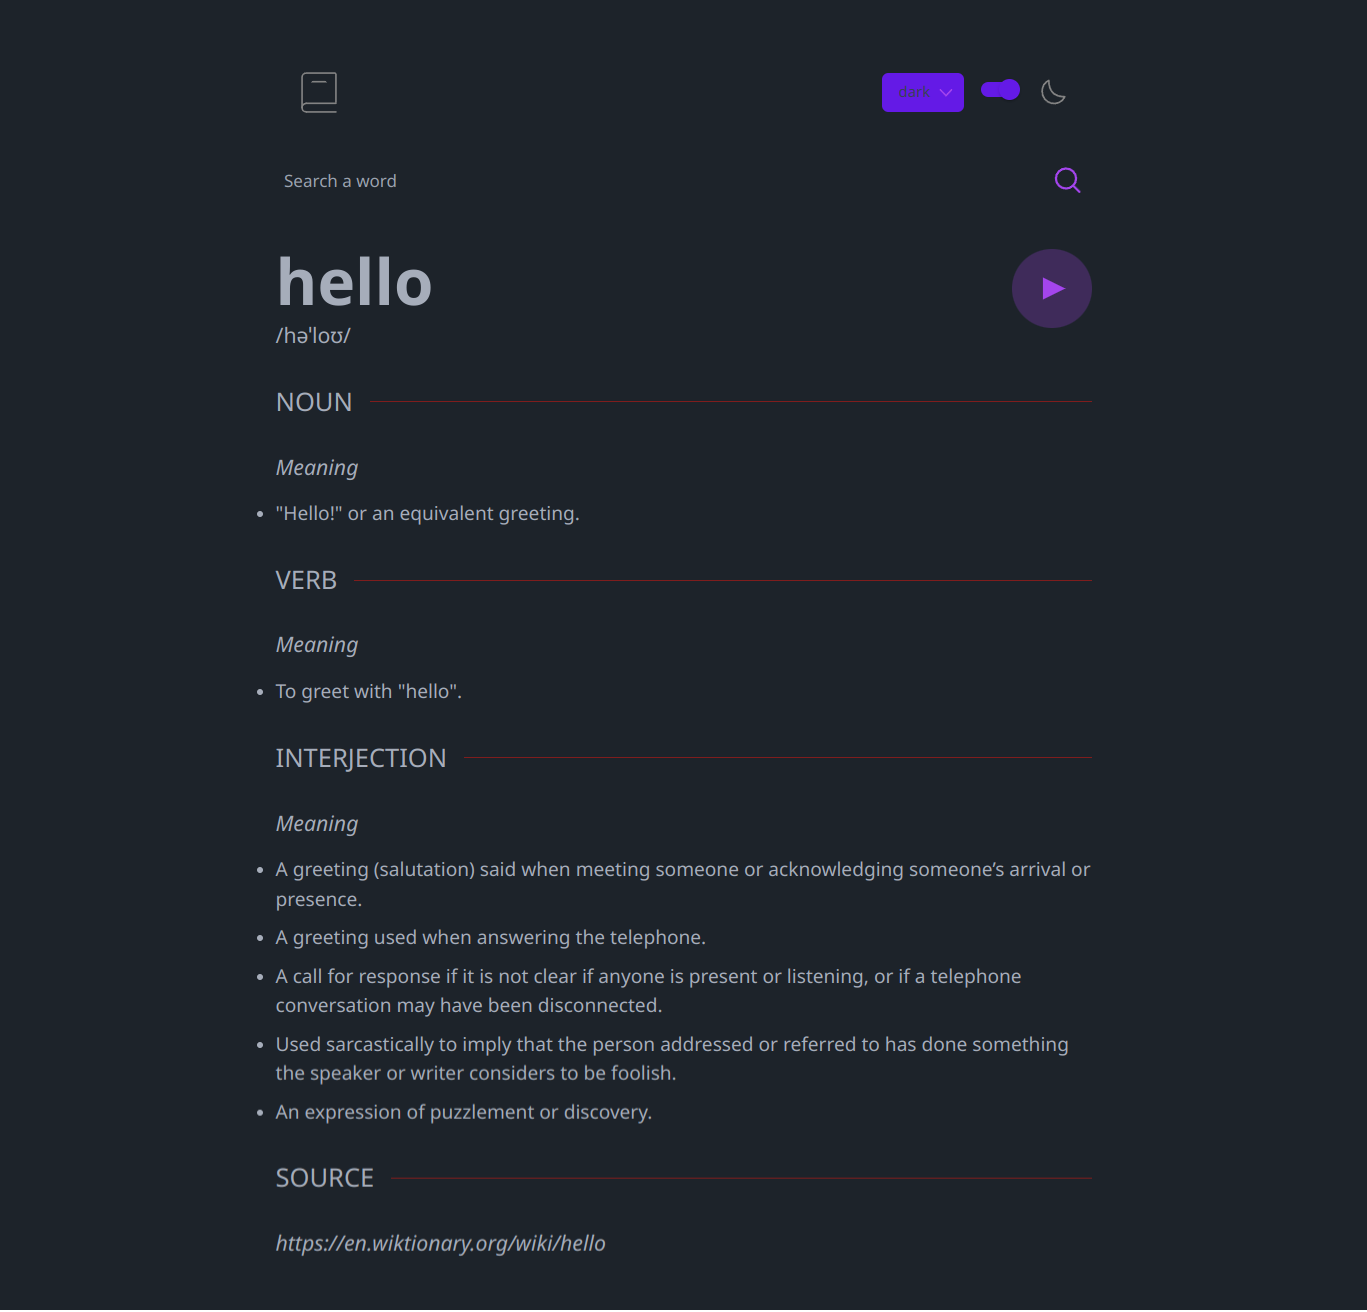 dark
Search a word
hello
/həˈloʊ/
NOUN
Meaning
"Hello!" or an equivalent greeting.
VERB
Meaning
To greet with "hello".
INTERJECTION
Meaning
A greeting (salutation) said when meeting someone or acknowledging someone’s arrival or
presence.
A greeting used when answering the telephone.
A call for response if it is not clear if anyone is present or listening, or if a telephone
conversation may have been disconnected.
Used sarcastically to imply that the person addressed or referred to has done something
the speaker or writer considers to be foolish.
An expression of puzzlement or discovery.
SOURCE
https://en.wiktionary.org/wiki/hello